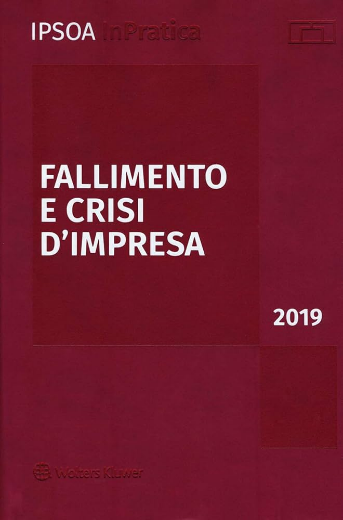 IPSOA InPratica
FALLIMENTO
E CRISI
D'IMPRESA
2019
Wolters Kluwer